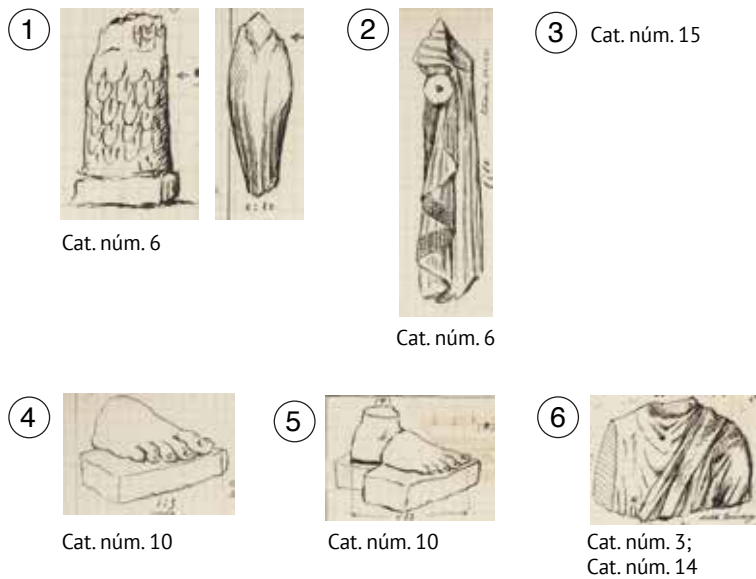 1
2
3 Cat. núm. 15
Cat. núm. 6
Cat. núm. 6
4
5
6
Cat. núm. 10
Cat. núm. 10
Cat. núm. 3;
Cat. núm. 14